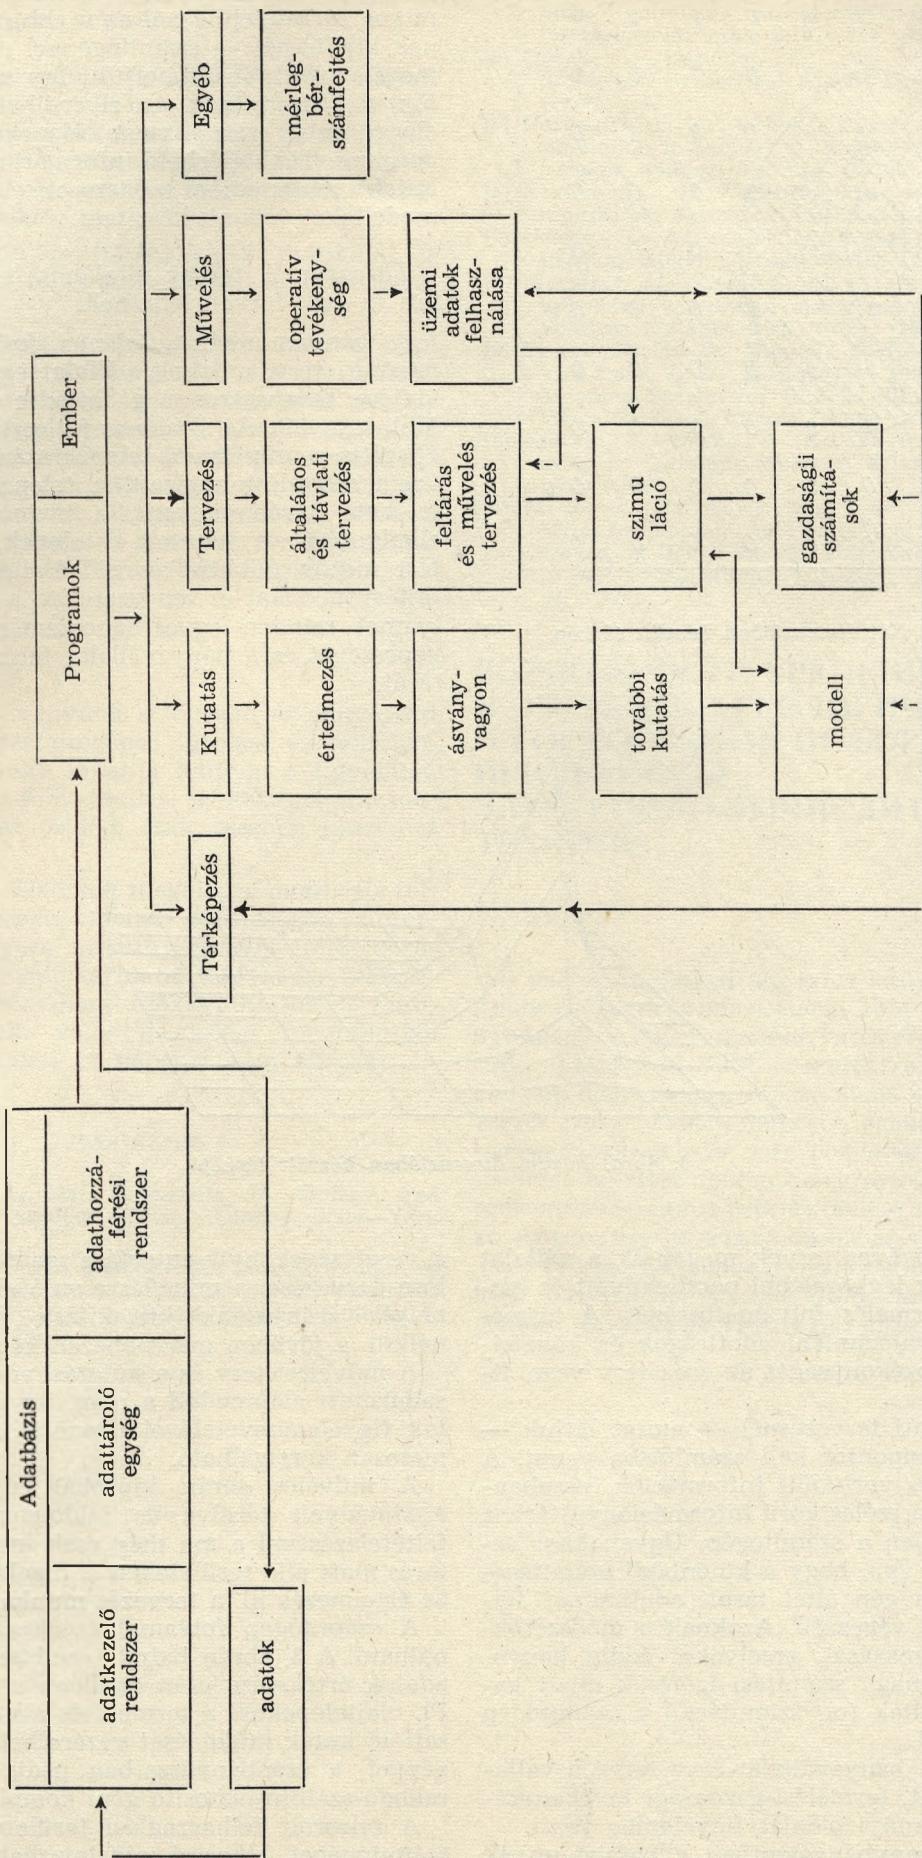 Adatbázis
adatkezelő
rendszer
adattároló
egység
adathozzá-
férési
rendszer
adatok
Programok
Ember
Térképezés
Kutatás
értelmezés
ásvány-
vagyon
további
kutatás
modell
Tervezés
általános
és távlati
tervezés
feltárás
és művelés
tervezés
szimu
láció
gazdaságii
számítá-
sok
Művelés
operatív
tevékeny-
ség
üzemi
adatok
felhasz-
nálása
Egyéb
mérleg-
bér-
számfejtés